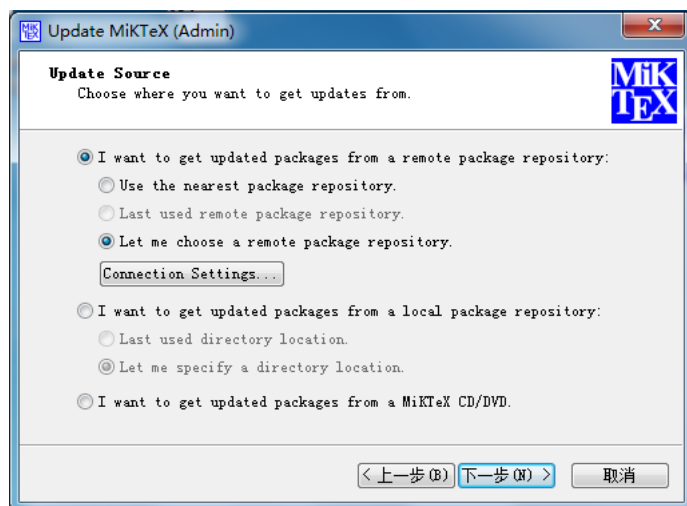 Update MiKTeX (Admin)
Update Source
Choose where you want to get updates from.
MiK
TEX
I want to get updated packages from a remote package repository:
Use the nearest package repository.
Last used remote package repository.
Let me choose a remote package repository.
Connection Settings...
I want to get updated packages from a local package repository:
Last used directory location.
Let me specify a directory location.
I want to get updated packages from a MiKTeX CD/DVD.
< 上一步(B) 下一步(N) > 取消